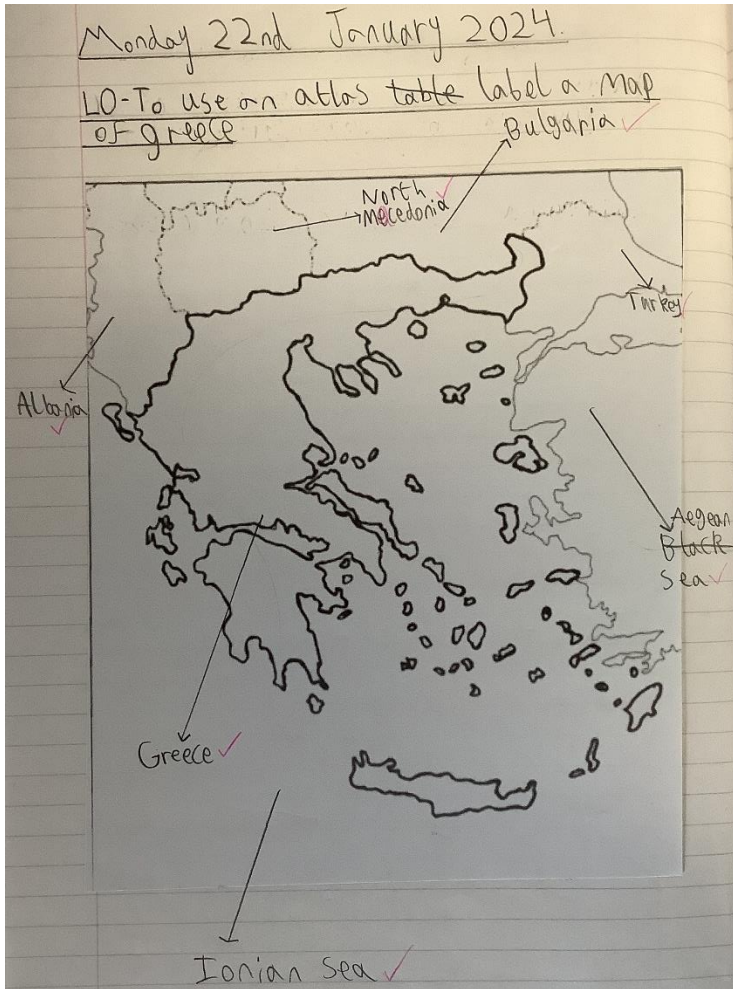 Monday 22nd January 2024.
LO-To use an atlas table label a Map
of greece
Bulgaria
North
Macedonia
Turkey
Albania
Aegean
Black
Sea
Greece
Ionian Sea